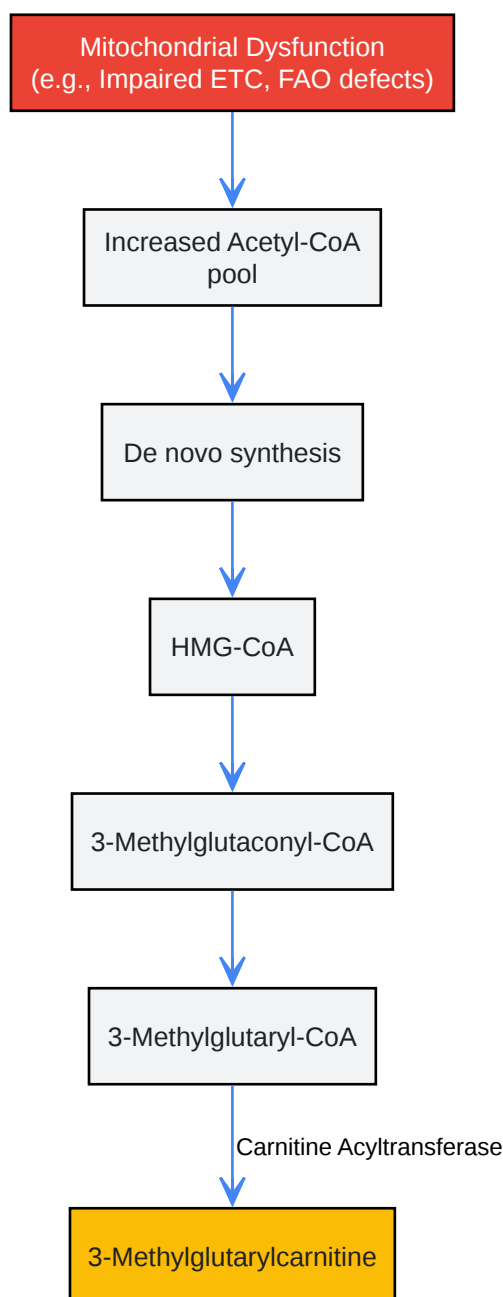 Mitochondrial Dysfunction
(e.g., Impaired ETC, FAO defects)
Increased Acetyl-CoA
pool
De novo synthesis
HMG-CoA
3-Methylglutaconyl-CoA
3-Methylglutaryl-CoA
Carnitine Acyltransferase
3-Methylglutarylcarnitine